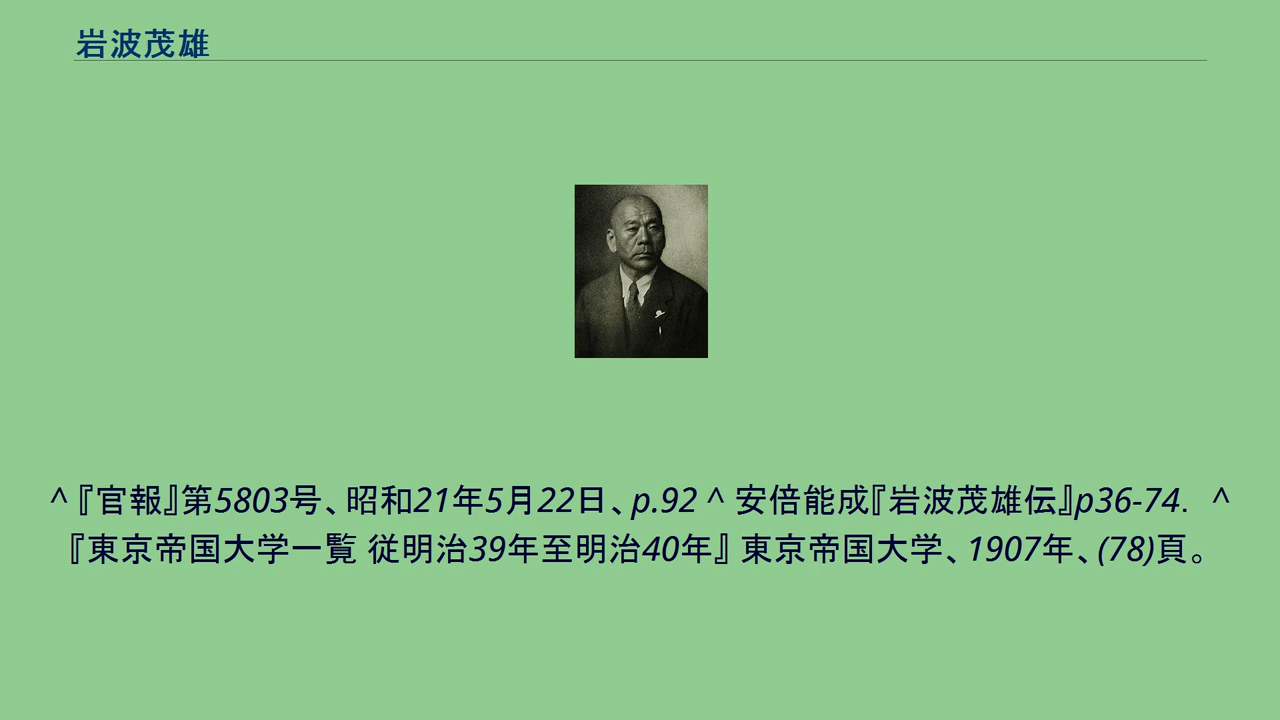 岩波茂雄
^『官報』第5803号、昭和21年5月22日、p.92 ^ 安倍能成『岩波茂雄伝』p36-74． ^
『東京帝国大学一覧 従明治39年至明治40年』東京帝国大学、1907年、(78)頁。